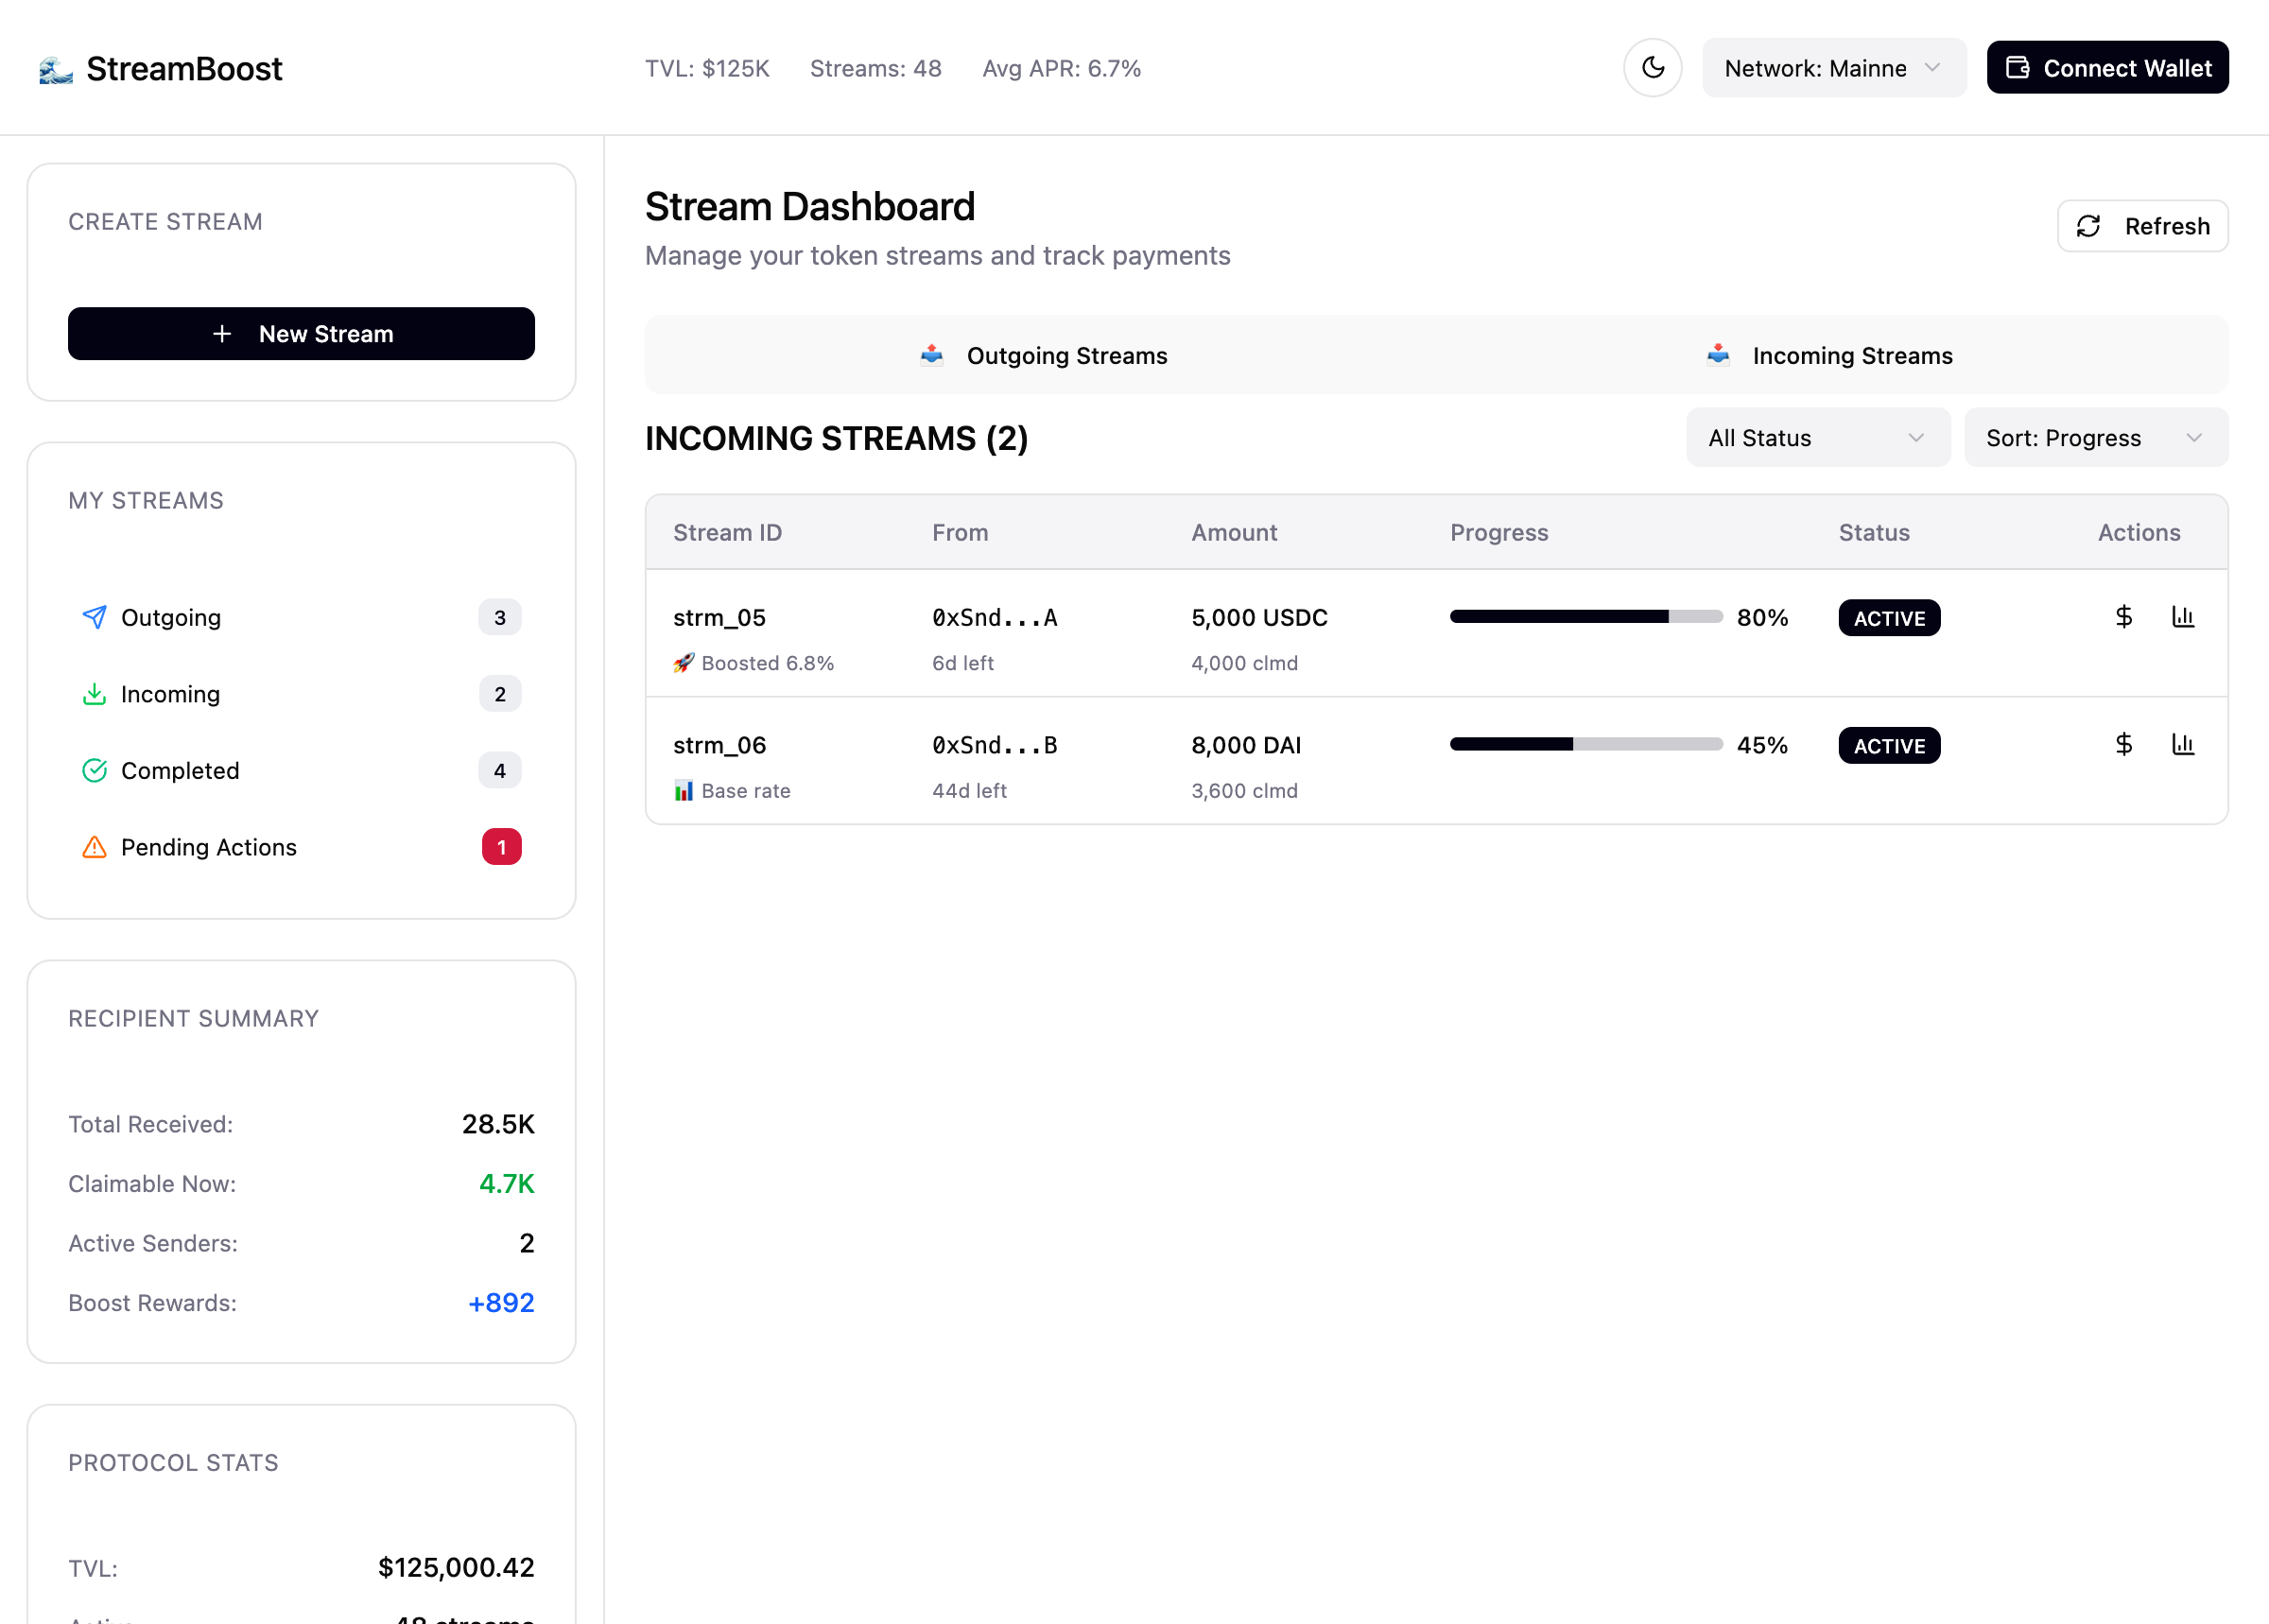 StreamBoost
TVL: $125K Streams: 48 Avg APR: 6.7%
Network: Mainne
Connect Wallet
CREATE STREAM
New Stream
MY STREAMS
Outgoing 3
Incoming 2
Completed 4
Pending Actions 1
RECIPIENT SUMMARY
Total Received: 28.5K
Claimable Now: 4.7K
Active Senders: 2
Boost Rewards: +892
PROTOCOL STATS
TVL: $125,000.42
48 streams
Stream Dashboard
Manage your token streams and track payments
Refresh
Outgoing Streams
Incoming Streams
INCOMING STREAMS (2)
All Status
Sort: Progress
Stream ID From Amount Progress Status Actions
strm_05 0xSnd...A 5,000 USDC 80% ACTIVE
Boosted 6.8% 6d left 4,000 clmd
strm_06 0xSnd...B 8,000 DAI 45% ACTIVE
Base rate 44d left 3,600 clmd